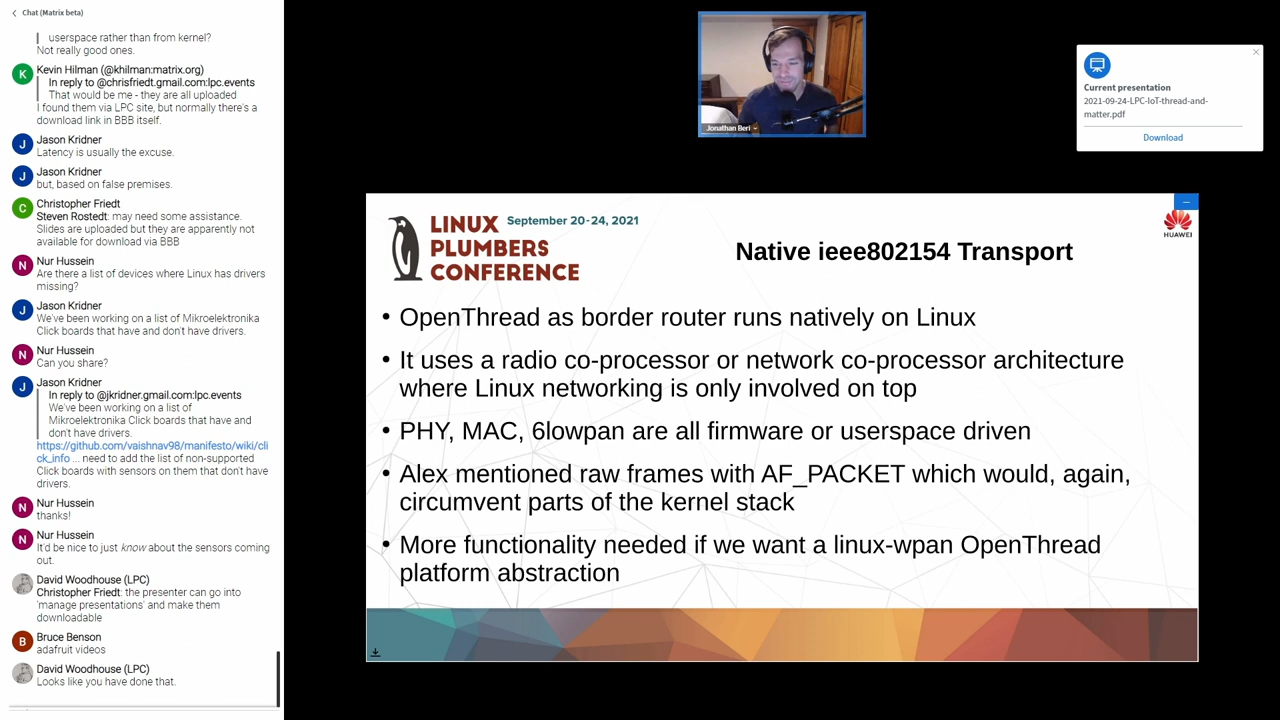 Chat (Matrix beta)
userspace rather than from kernel?
Not really good ones.
K
Kevin Hilman (@khilman:matrix.org)
In reply to @chrisfriedt.gmail.com:lpc.events
That would be me - they are all uploaded
I found them via LPC site, but normally there's a
download link in BBB itself.
J
Jason Kridner
Latency is usually the excuse.
J
Jason Kridner
but, based on false premises.
C
Christopher Friedt
Steven Rostedt: may need some assistance.
Slides are uploaded but they are apparently not
available for download via BBB
N
Nur Hussein
Are there a list of devices where Linux has drivers
missing?
J
Jason Kridner
We've been working on a list of Mikroelektronika
Click boards that have and don't have drivers.
N
Nur Hussein
Can you share?
J
Jason Kridner
In reply to @jkridner.gmail.com:lpc.events
We've been working on a list of
Mikroelektronika Click boards that have and
don't have drivers.
https://github.com/vaishnav98/manifesto/wiki/cli
ck_info ... need to add the list of non-supported
Click boards with sensors on them that don't have
drivers.
N
Nur Hussein
thanks!
N
Nur Hussein
It'd be nice to just know about the sensors coming
out.
David Woodhouse (LPC)
Christopher Friedt: the presenter can go into
'manage presentations' and make them
downloadable
B
Bruce Benson
adafruit videos
David Woodhouse (LPC)
Looks like you have done that.
Jonathan Beri
Current presentation
2021-09-24-LPC-IoT-thread-and-
matter.pdf
Download
LINUX
PLUMBERS
CONFERENCE
September 20-24, 2021
HUAWEI
Native ieee802154 Transport
• OpenThread as border router runs natively on Linux
• It uses a radio co-processor or network co-processor architecture
where Linux networking is only involved on top
• PHY, MAC, 6lowpan are all firmware or userspace driven
• Alex mentioned raw frames with AF_PACKET which would, again,
circumvent parts of the kernel stack
• More functionality needed if we want a linux-wpan OpenThread
platform abstraction